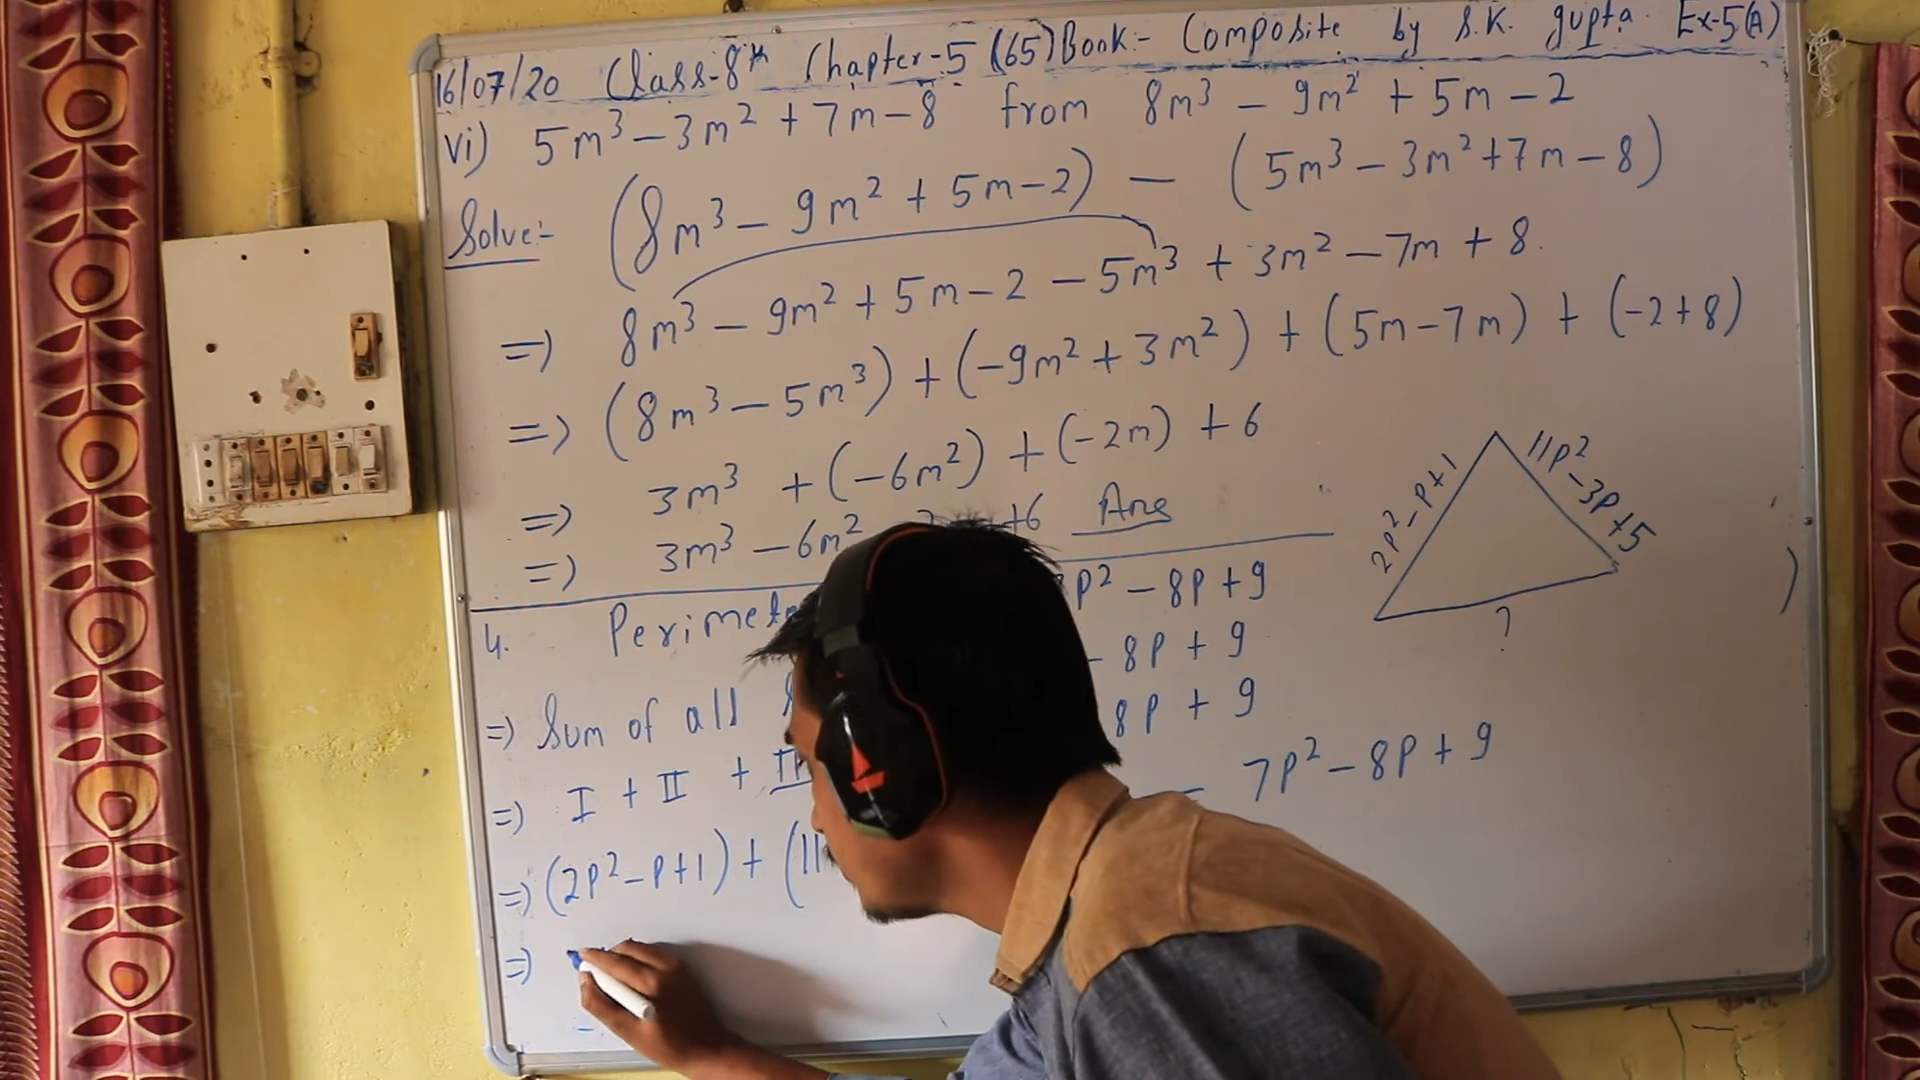 16/07/20 Class-8th Chapter-5 (65) Book:- Composite by S.K. gupta. Ex-5(A)
vi) 5m³ - 3m² + 7m - 8 from 8m³ - 9m² + 5m - 2
Solve:- (8m³ - 9m² + 5m - 2) - (5m³ - 3m² + 7m - 8)
=) 8m³ - 9m² + 5m - 2 - 5m³ + 3m² - 7m + 8.
=) (8m³ - 5m³) + (-9m² + 3m²) + (5m - 7m) + (-2 + 8)
=) 3m³ + (-6m²) + (-2m) + 6
=) 3m³ - 6m² +6 Ans
2p² - p + 1
11p² - 3p + 5
?
4. p² - 8p + 9
=) Sum of all - 8p + 9
=) I + II + 8p + 9
- 7p² - 8p + 9
=) (2p² - p + 1) + (11
=)